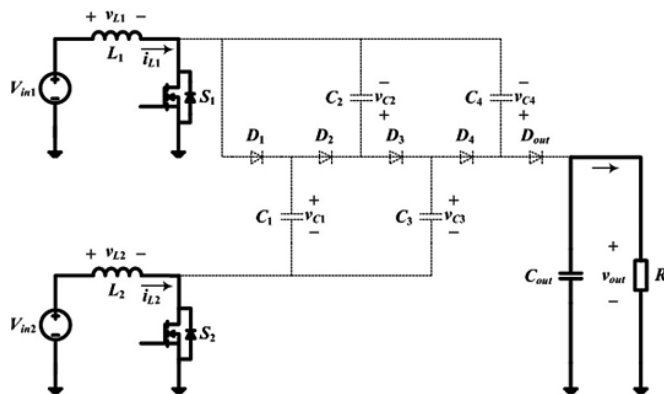 + vL1 −
L1
iL1
Vin1
S1
C2
− vC2 +
C4
− vC4 +
D1
D2
D3
D4
Dout
C1
+ vC1 −
C3
+ vC3 −
+ vL2 −
L2
iL2
Vin2
S2
Cout
+ vout −
R